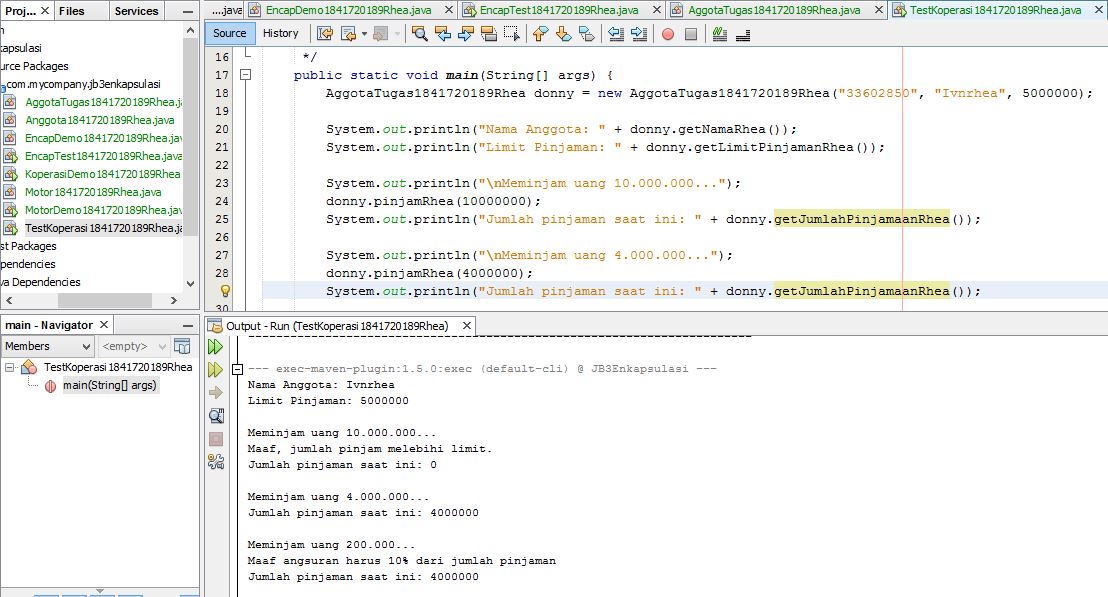 Proj... Files Services
...java EncapDemo1841720189Rhea.java EncapTest1841720189Rhea.java AggotaTugas1841720189Rhea.java TestKoperasi1841720189Rhea.java
Source History
kapsulasi
urce Packages
com.mycompany.jb3enkapsulasi
AggotaTugas1841720189Rhea.ja
Anggota1841720189Rhea.java
EncapDemo1841720189Rhea.java
EncapTest1841720189Rhea.java
KoperasiDemo1841720189Rhea
Motor1841720189Rhea.java
MotorDemo1841720189Rhea.jav
TestKoperasi1841720189Rhea.ja
st Packages
pendencies
va Dependencies
16 */
17 public static void main(String[] args) {
18 AggotaTugas1841720189Rhea donny = new AggotaTugas1841720189Rhea("33602850", "Ivnrhea", 5000000);
19
20 System.out.println("Nama Anggota: " + donny.getNamaRhea());
21 System.out.println("Limit Pinjaman: " + donny.getLimitPinjamanRhea());
22
23 System.out.println("\nMeminjam uang 10.000.000...");
24 donny.pinjamRhea(10000000);
25 System.out.println("Jumlah pinjaman saat ini: " + donny.getJumlahPinjamaanRhea());
26
27 System.out.println("\nMeminjam uang 4.000.000...");
28 donny.pinjamRhea(4000000);
System.out.println("Jumlah pinjaman saat ini: " + donny.getJumlahPinjamaanRhea());
30
main - Navigator
Members <empty>
TestKoperasi1841720189Rhea
main(String[] args)
Output - Run (TestKoperasi1841720189Rhea)
--- exec-maven-plugin:1.5.0:exec (default-cli) @ JB3Enkapsulasi ---
Nama Anggota: Ivnrhea
Limit Pinjaman: 5000000
Meminjam uang 10.000.000...
Maaf, jumlah pinjam melebihi limit.
Jumlah pinjaman saat ini: 0
Meminjam uang 4.000.000...
Jumlah pinjaman saat ini: 4000000
Meminjam uang 200.000...
Maaf angsuran harus 10% dari jumlah pinjaman
Jumlah pinjaman saat ini: 4000000